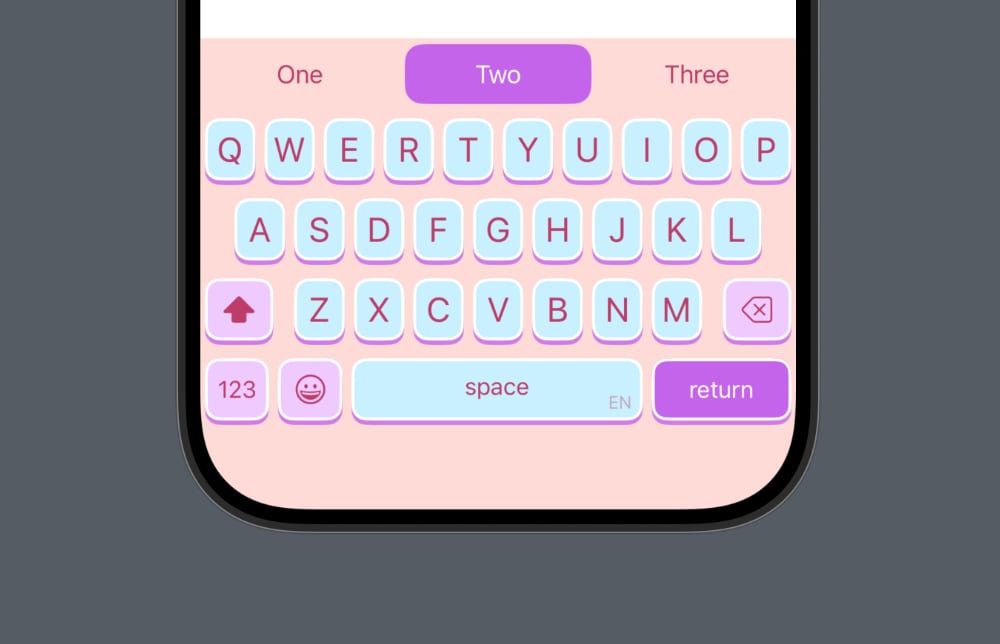 One Two Three
Q W E R T Y U I O P
A S D F G H J K L
Z X C V B N M
123 space EN return